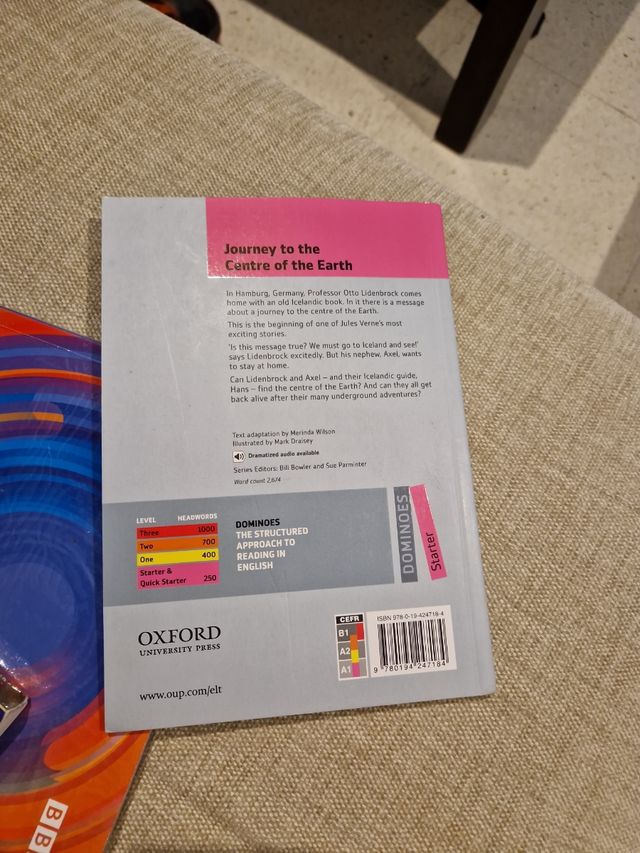 Journey to the
Centre of the Earth
In Hamburg, Germany, Professor Otto Lidenbrock comes
home with an old Icelandic book. In it there is a message
about a journey to the centre of the Earth.
This is the beginning of one of Jules Verne's most
exciting stories.
'Is this message true? We must go to Iceland and see!'
says Lidenbrock excitedly. But his nephew, Axel, wants
to stay at home.
Can Lidenbrock and Axel – and their Icelandic guide,
Hans – find the centre of the Earth? And can they all get
back alive after their many underground adventures?
Text adaptation by Merinda Wilson
Illustrated by Mark Draisey
Dramatized audio available
Series Editors: Bill Bowler and Sue Parminter
Word count 2,674
LEVEL HEADWORDS
Three 1000
Two 700
One 400
Starter &
Quick Starter 250
DOMINOES
THE STRUCTURED
APPROACH TO
READING IN
ENGLISH
DOMINOES
Starter
OXFORD
UNIVERSITY PRESS
www.oup.com/elt
CEFR
B1
A2
A1
ISBN 978-0-19-424718-4
9 780194 247184
BB